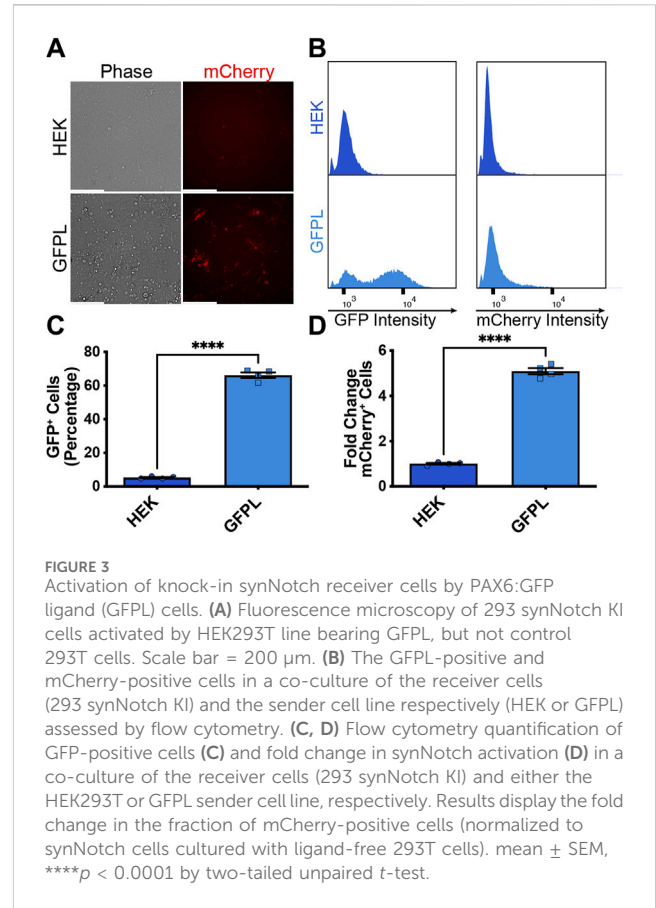 A
Phase
mCherry
HEK
GFPL
B
HEK
GFPL
10³
10⁴
GFP Intensity
10³
10⁴
mCherry Intensity
C
****
GFP⁺ Cells
(Percentage)
80
60
40
20
0
HEK
GFPL
D
****
Fold Change
mCherry⁺ Cells
6
4
2
0
HEK
GFPL
FIGURE 3
Activation of knock-in synNotch receiver cells by PAX6:GFP
ligand (GFPL) cells. (A) Fluorescence microscopy of 293 synNotch KI
cells activated by HEK293T line bearing GFPL, but not control
293T cells. Scale bar = 200 μm. (B) The GFPL-positive and
mCherry-positive cells in a co-culture of the receiver cells
(293 synNotch KI) and the sender cell line respectively (HEK or GFPL)
assessed by flow cytometry. (C, D) Flow cytometry quantification of
GFP-positive cells (C) and fold change in synNotch activation (D) in a
co-culture of the receiver cells (293 synNotch KI) and either the
HEK293T or GFPL sender cell line, respectively. Results display the fold
change in the fraction of mCherry-positive cells (normalized to
synNotch cells cultured with ligand-free 293T cells). mean ± SEM,
****p < 0.0001 by two-tailed unpaired t-test.